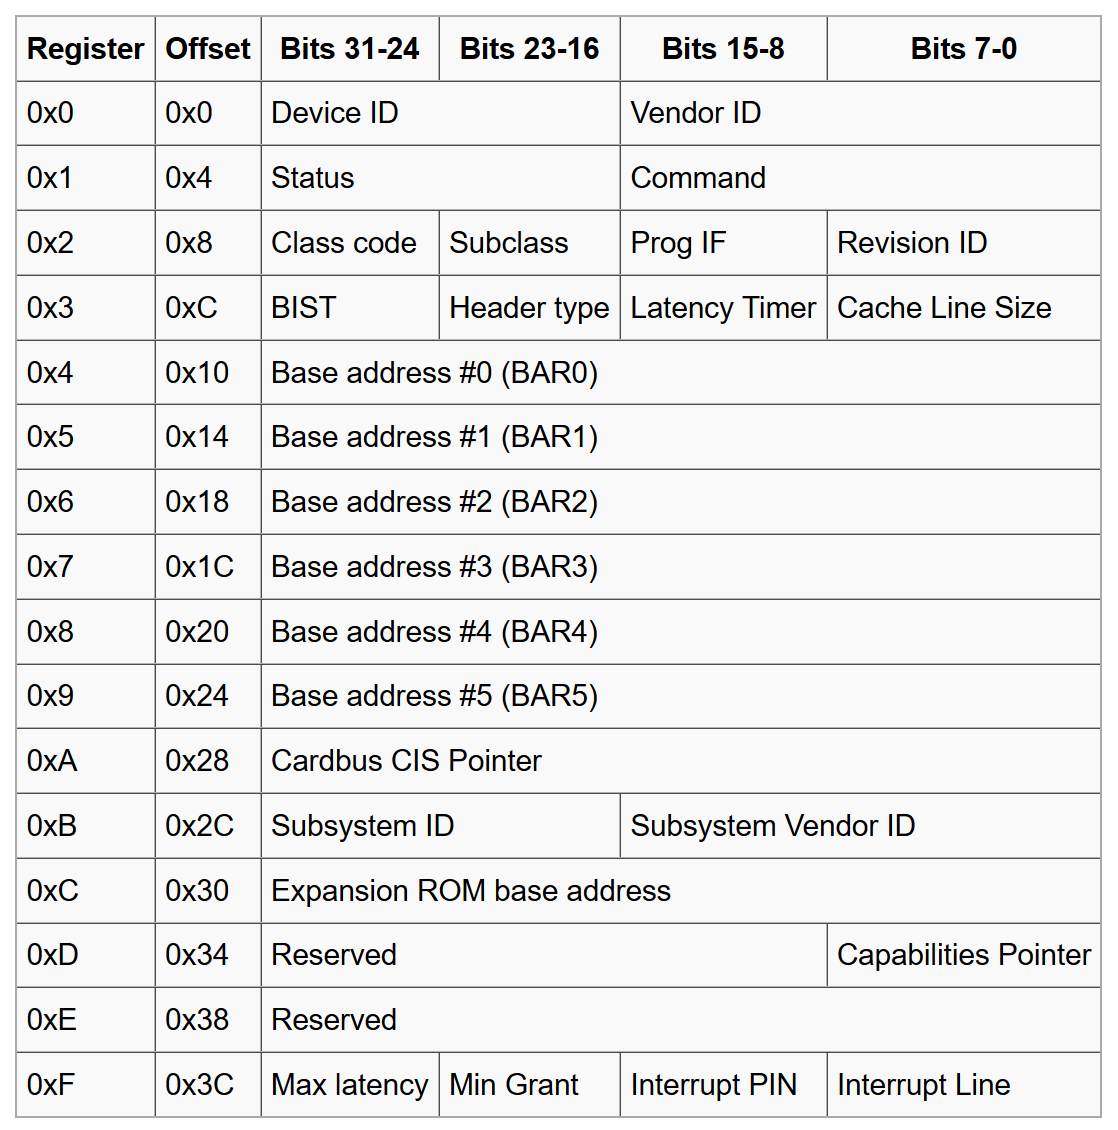 Register Offset Bits 31-24 Bits 23-16 Bits 15-8 Bits 7-0
0x0 0x0 Device ID Vendor ID
0x1 0x4 Status Command
0x2 0x8 Class code Subclass Prog IF Revision ID
0x3 0xC BIST Header type Latency Timer Cache Line Size
0x4 0x10 Base address #0 (BAR0)
0x5 0x14 Base address #1 (BAR1)
0x6 0x18 Base address #2 (BAR2)
0x7 0x1C Base address #3 (BAR3)
0x8 0x20 Base address #4 (BAR4)
0x9 0x24 Base address #5 (BAR5)
0xA 0x28 Cardbus CIS Pointer
0xB 0x2C Subsystem ID Subsystem Vendor ID
0xC 0x30 Expansion ROM base address
0xD 0x34 Reserved Capabilities Pointer
0xE 0x38 Reserved
0xF 0x3C Max latency Min Grant Interrupt PIN Interrupt Line